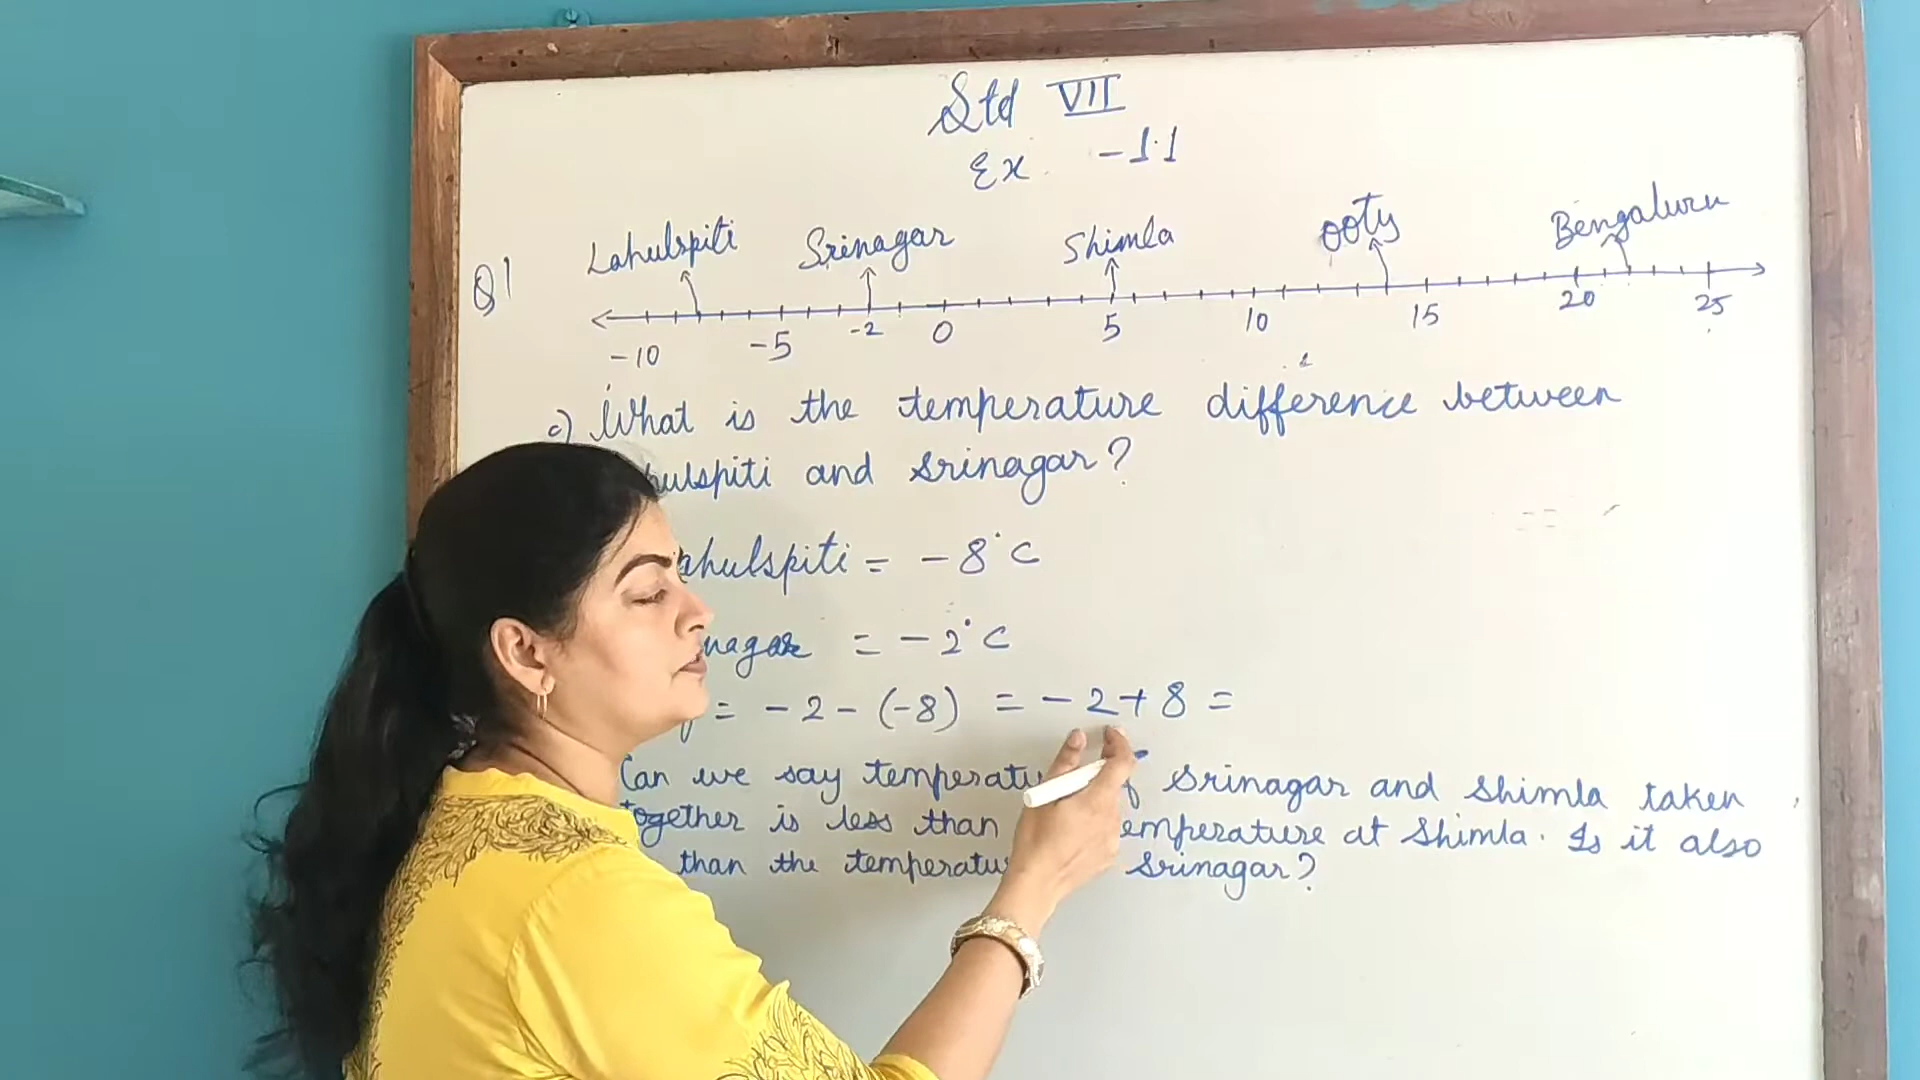 Std VII
Ex -1.1
Lahulspiti Srinagar Shimla Ooty Bengaluru
Q1
-10 -5 -2 0 5 10 15 20 25
c) What is the temperature difference between
and Srinagar?
= -8°C
= -2°C
= -2 - (-8) = -2 + 8 =
Can we say Srinagar and Shimla taken
together is less than at Shimla. Is it also
than the Srinagar?